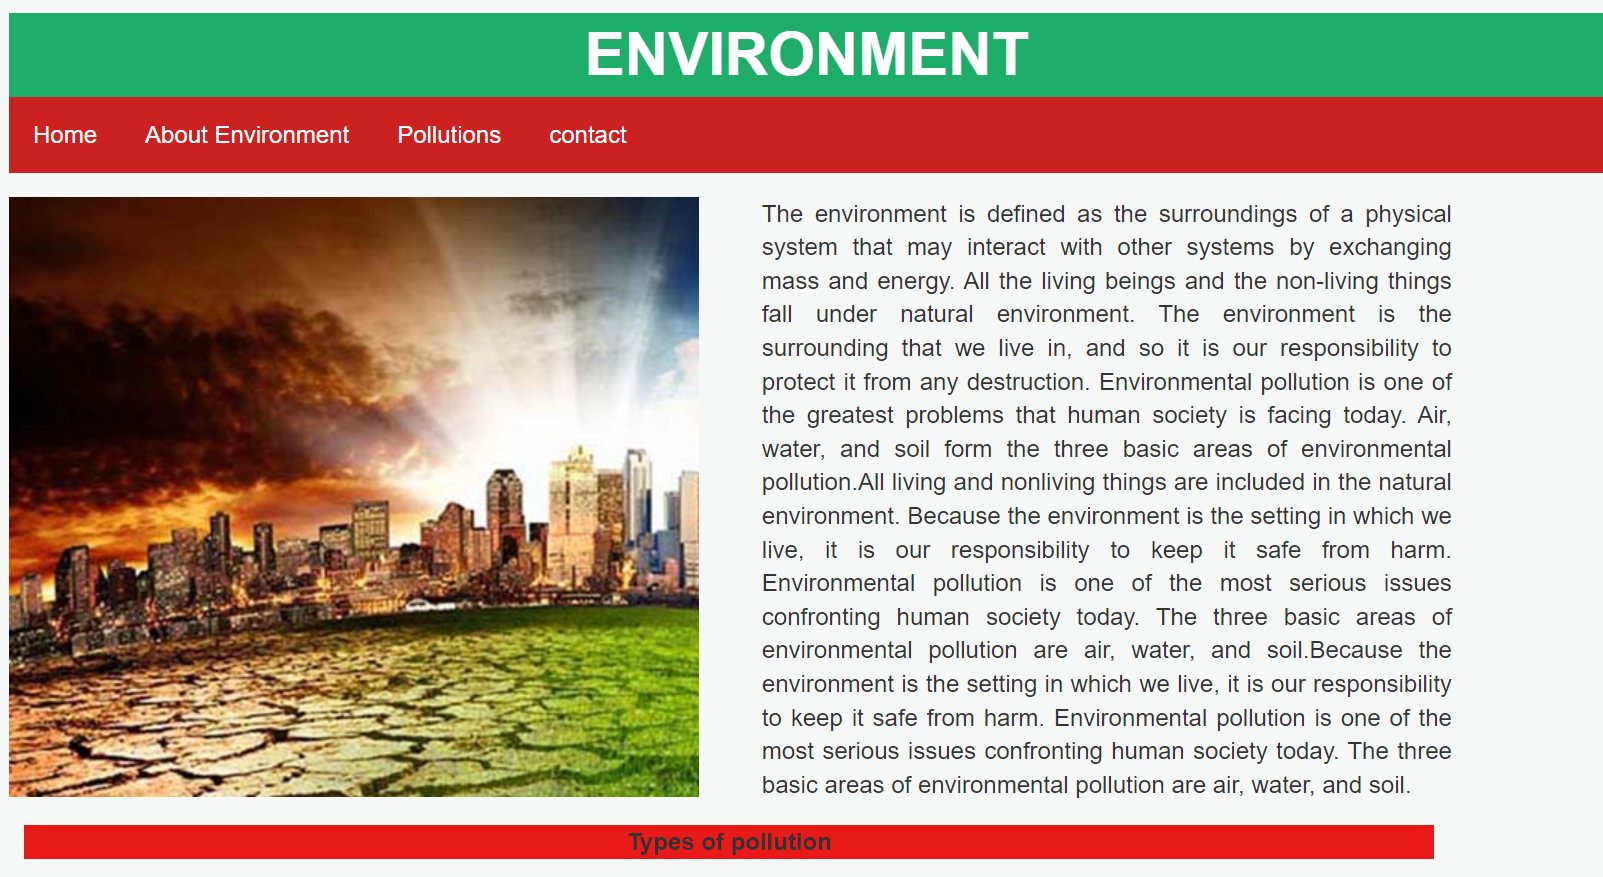 ENVIRONMENT
Home About Environment Pollutions contact
The environment is defined as the surroundings of a physical
system that may interact with other systems by exchanging
mass and energy. All the living beings and the non-living things
fall under natural environment. The environment is the
surrounding that we live in, and so it is our responsibility to
protect it from any destruction. Environmental pollution is one of
the greatest problems that human society is facing today. Air,
water, and soil form the three basic areas of environmental
pollution.All living and nonliving things are included in the natural
environment. Because the environment is the setting in which we
live, it is our responsibility to keep it safe from harm.
Environmental pollution is one of the most serious issues
confronting human society today. The three basic areas of
environmental pollution are air, water, and soil.Because the
environment is the setting in which we live, it is our responsibility
to keep it safe from harm. Environmental pollution is one of the
most serious issues confronting human society today. The three
basic areas of environmental pollution are air, water, and soil.
Types of pollution